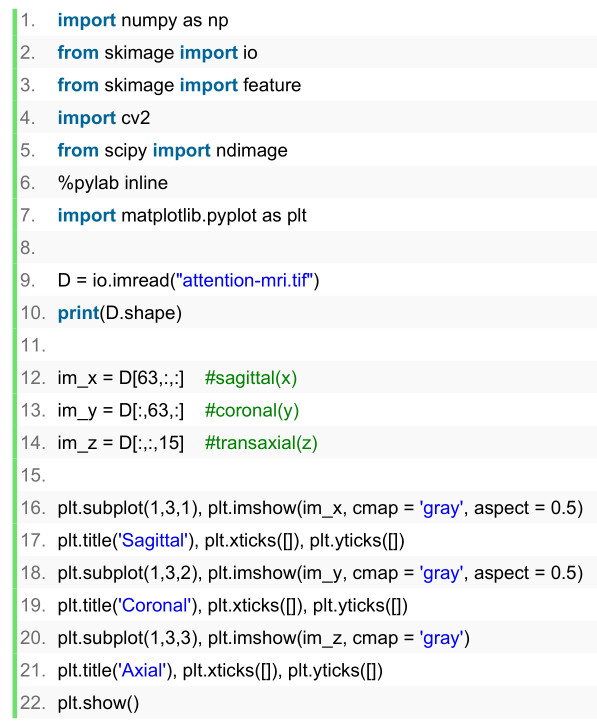 1. import numpy as np
2. from skimage import io
3. from skimage import feature
4. import cv2
5. from scipy import ndimage
6. %pylab inline
7. import matplotlib.pyplot as plt
8.
9. D = io.imread("attention-mri.tif")
10. print(D.shape)
11.
12. im_x = D[63,:,:] #sagittal(x)
13. im_y = D[:,63,:] #coronal(y)
14. im_z = D[:,:,15] #transaxial(z)
15.
16. plt.subplot(1,3,1), plt.imshow(im_x, cmap = 'gray', aspect = 0.5)
17. plt.title('Sagittal'), plt.xticks([]), plt.yticks([])
18. plt.subplot(1,3,2), plt.imshow(im_y, cmap = 'gray', aspect = 0.5)
19. plt.title('Coronal'), plt.xticks([]), plt.yticks([])
20. plt.subplot(1,3,3), plt.imshow(im_z, cmap = 'gray')
21. plt.title('Axial'), plt.xticks([]), plt.yticks([])
22. plt.show()